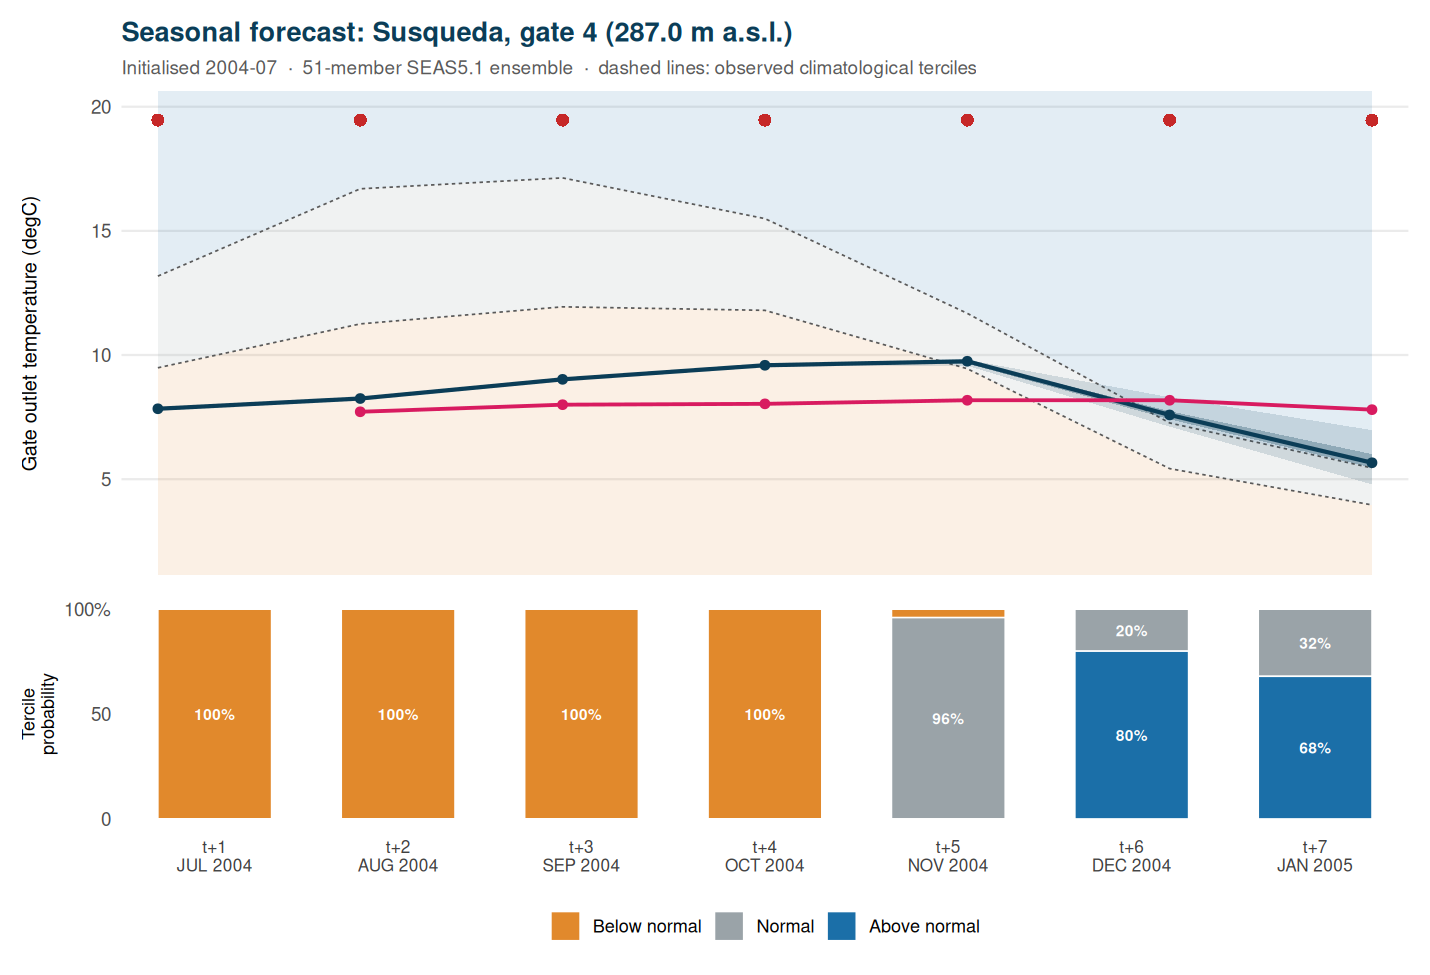 Seasonal forecast: Susqueda, gate 4 (287.0 m a.s.l.)
Initialised 2004-07 · 51-member SEAS5.1 ensemble · dashed lines: observed climatological terciles
Gate outlet temperature (degC)
20
15
10
5
Tercile
probability
100%
50
0
100%
100%
100%
100%
96%
20%
80%
32%
68%
t+1
JUL 2004
t+2
AUG 2004
t+3
SEP 2004
t+4
OCT 2004
t+5
NOV 2004
t+6
DEC 2004
t+7
JAN 2005
Below normal
Normal
Above normal